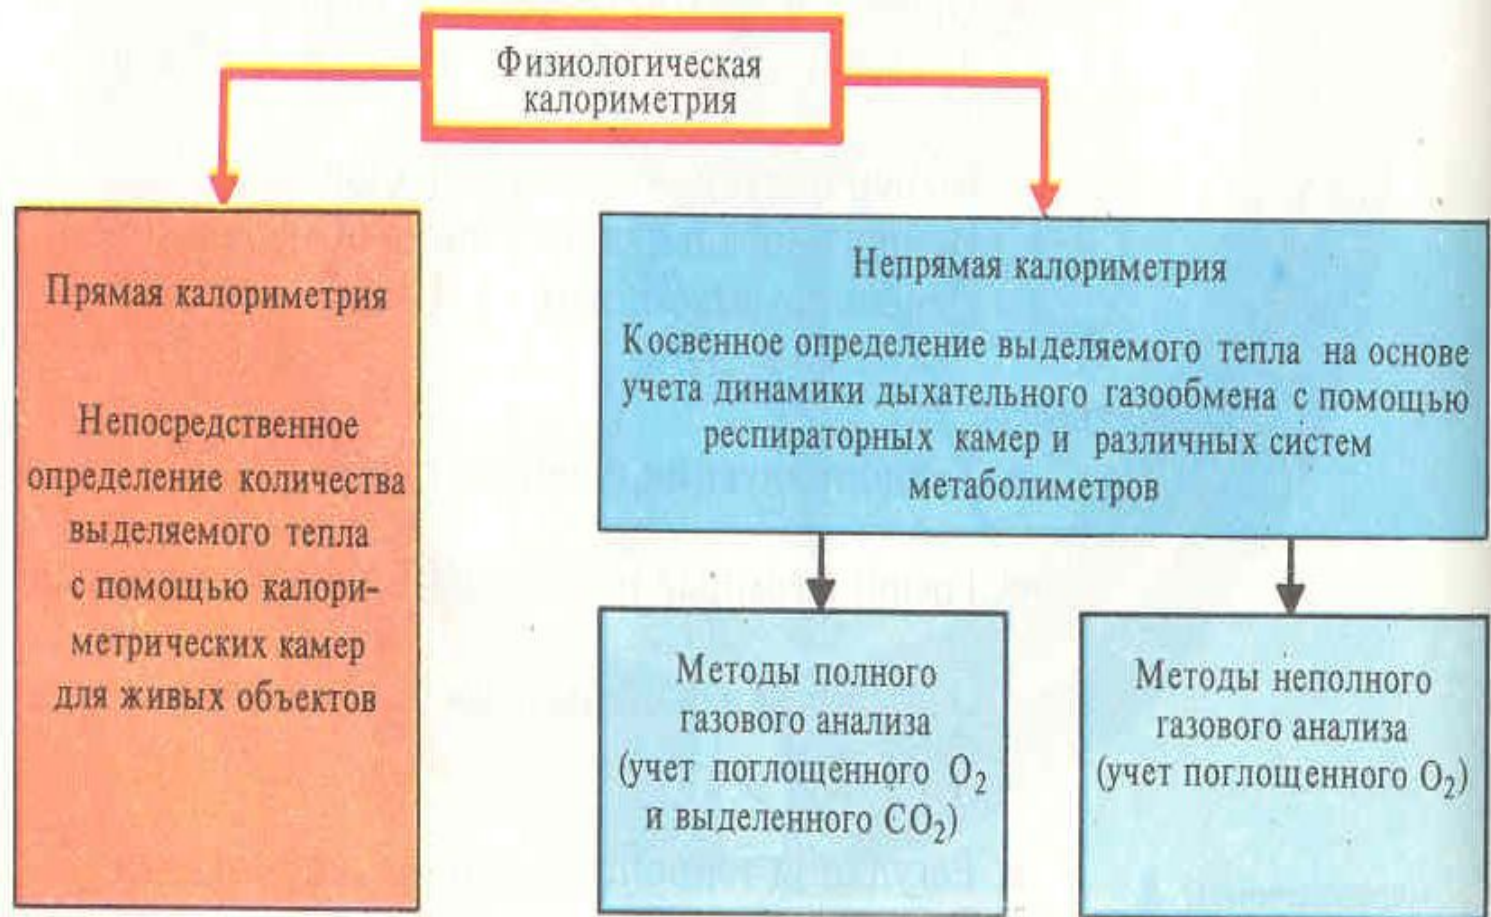 Физиологическая
калориметрия
Прямая калориметрия
Непосредственное
определение количества
выделяемого тепла
с помощью калори-
метрических камер
для живых объектов
Непрямая калориметрия
Косвенное определение выделяемого тепла на основе
учета динамики дыхательного газообмена с помощью
респираторных камер и различных систем
метаболиметров
Методы полного
газового анализа
(учет поглощенного O₂
и выделенного CO₂)
Методы неполного
газового анализа
(учет поглощенного O₂)